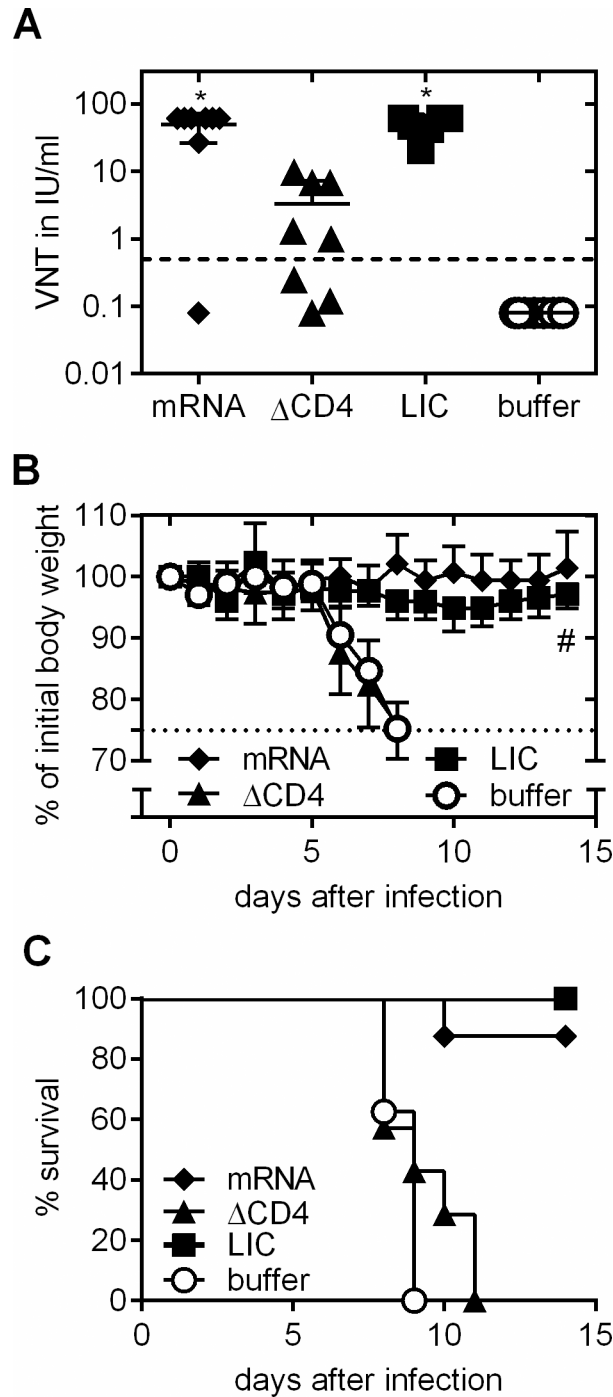 A
VNT in IU/ml
100
10
1
0.1
0.01
*
*
mRNA ΔCD4 LIC buffer
B
% of initial body weight
110
100
90
80
70
#
mRNA LIC
ΔCD4 buffer
0 5 10 15
days after infection
C
% survival
100
80
60
40
20
0
mRNA
ΔCD4
LIC
buffer
0 5 10 15
days after infection